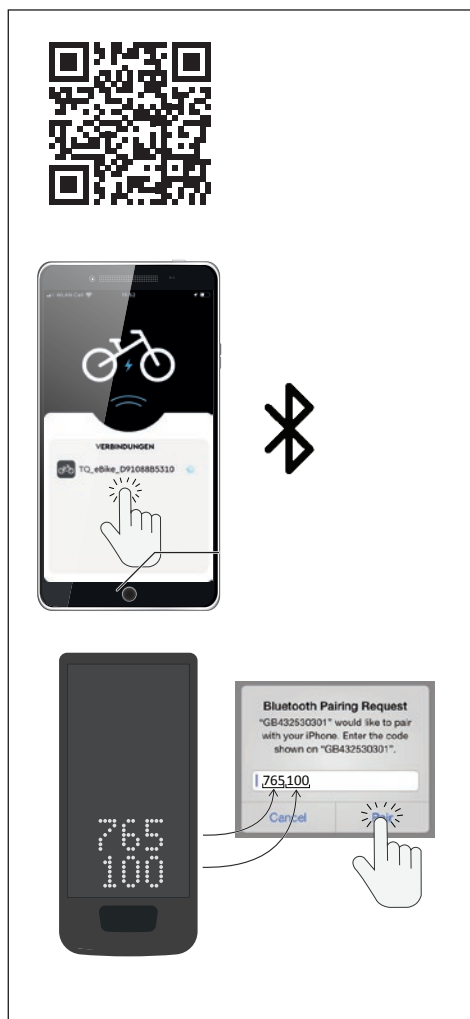 VERBINDUNGEN
TQ_eBike_D9108B85310
765
100
Bluetooth Pairing Request
"GB432530301" would like to pair
with your iPhone. Enter the code
shown on "GB432530301".
765100
Cancel
Pair